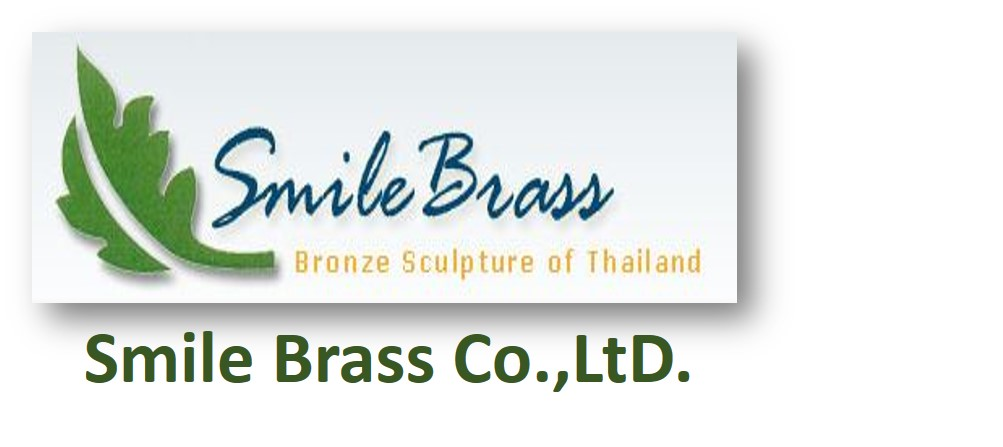 Smile Brass
Bronze Sculpture of Thailand
Smile Brass Co.,LtD.